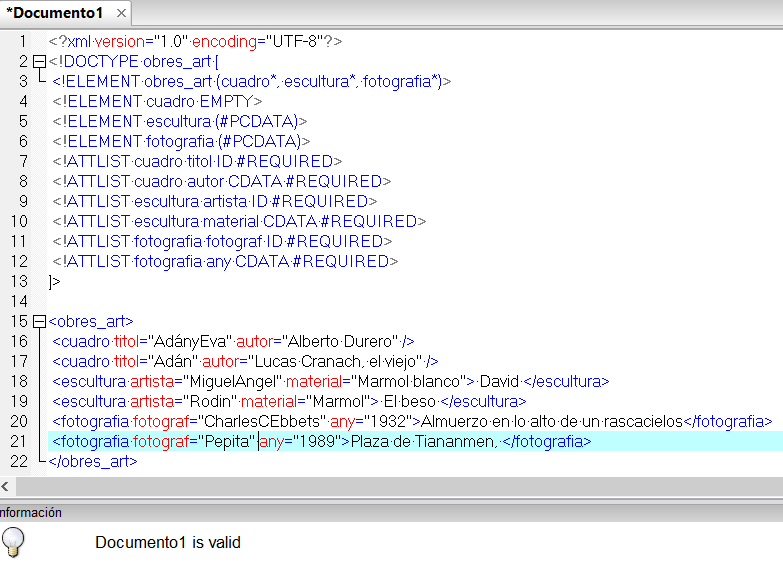 *Documento1 ×
1 <?xml version="1.0" encoding="UTF-8"?>
2 <!DOCTYPE obres_art [
3 <!ELEMENT obres_art (cuadro*, escultura*, fotografia*)>
4 <!ELEMENT cuadro EMPTY>
5 <!ELEMENT escultura (#PCDATA)>
6 <!ELEMENT fotografia (#PCDATA)>
7 <!ATTLIST cuadro titol ID #REQUIRED>
8 <!ATTLIST cuadro autor CDATA #REQUIRED>
9 <!ATTLIST escultura artista ID #REQUIRED>
10 <!ATTLIST escultura material CDATA #REQUIRED>
11 <!ATTLIST fotografia fotograf ID #REQUIRED>
12 <!ATTLIST fotografia any CDATA #REQUIRED>
13 ]>
14
15 <obres_art>
16 <cuadro titol="AdányEva" autor="Alberto Durero" />
17 <cuadro titol="Adán" autor="Lucas Cranach, el viejo" />
18 <escultura artista="MiguelAngel" material="Marmol blanco"> David </escultura>
19 <escultura artista="Rodin" material="Marmol"> El beso </escultura>
20 <fotografia fotograf="CharlesCEbbets" any="1932">Almuerzo en lo alto de un rascacielos</fotografia>
21 <fotografia fotograf="Pepita" any="1989">Plaza de Tiananmen, </fotografia>
22 </obres_art>
nformación
Documento1 is valid